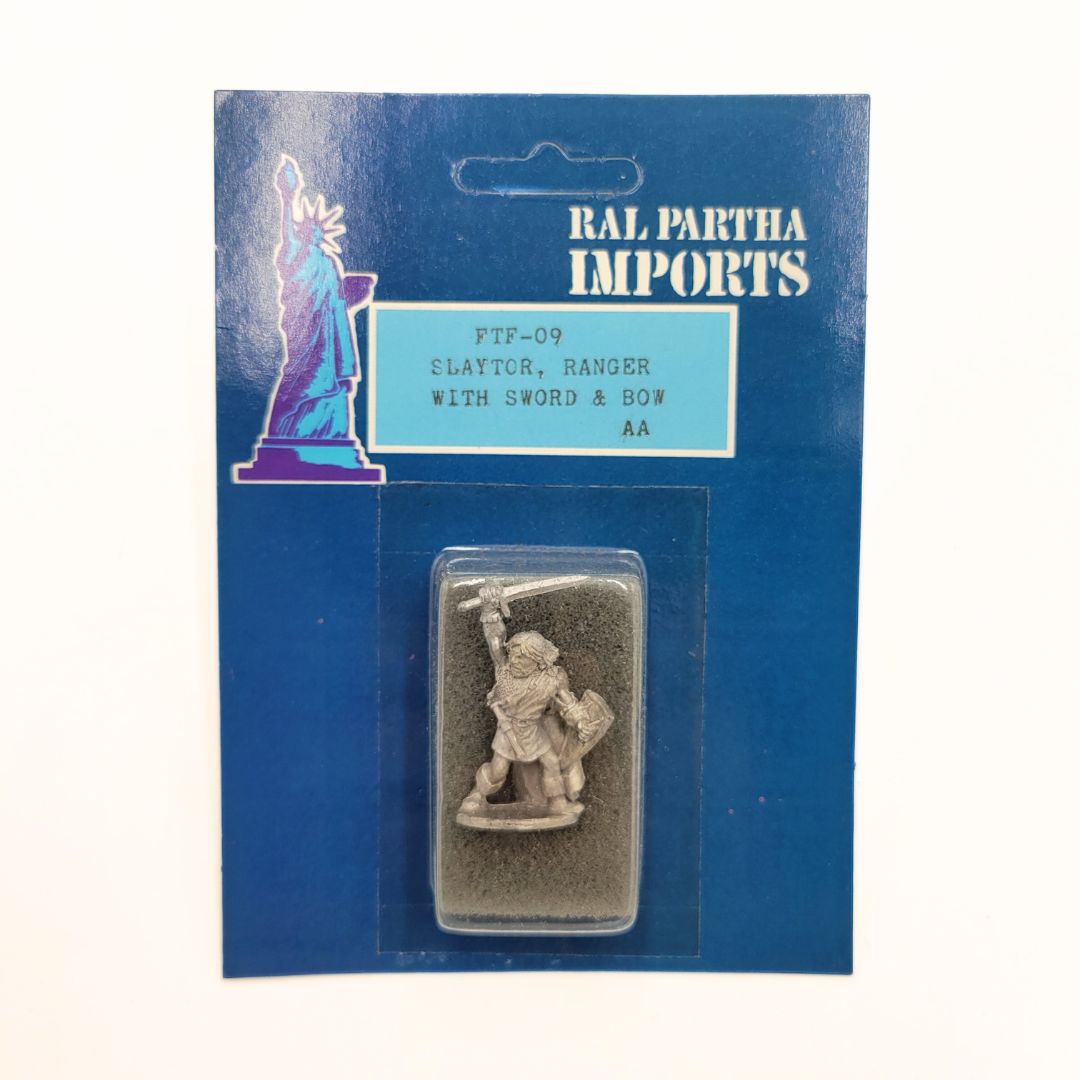 RAL PARTHA
IMPORTS
FTF-09
SLAYTOR, RANGER
WITH SWORD & BOW
AA